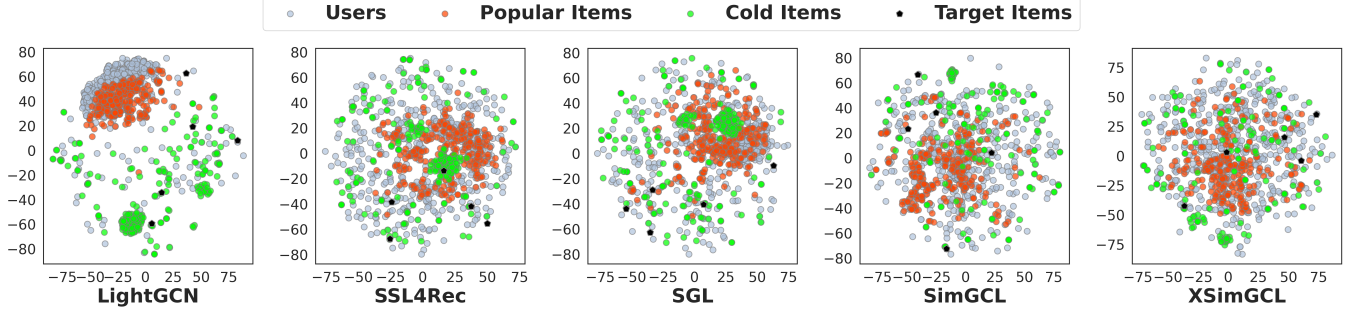 Users Popular Items Cold Items Target Items
80 60 40 20 0 −20 −40 −60 −80
−75 −50 −25 0 25 50 75
LightGCN
80 60 40 20 0 −20 −40 −60 −80
−75 −50 −25 0 25 50 75
SSL4Rec
80 60 40 20 0 −20 −40 −60 −80
−75 −50 −25 0 25 50 75
SGL
80 60 40 20 0 −20 −40 −60 −80
−75 −50 −25 0 25 50 75
SimGCL
75 50 25 0 −25 −50 −75
−75 −50 −25 0 25 50 75
XSimGCL